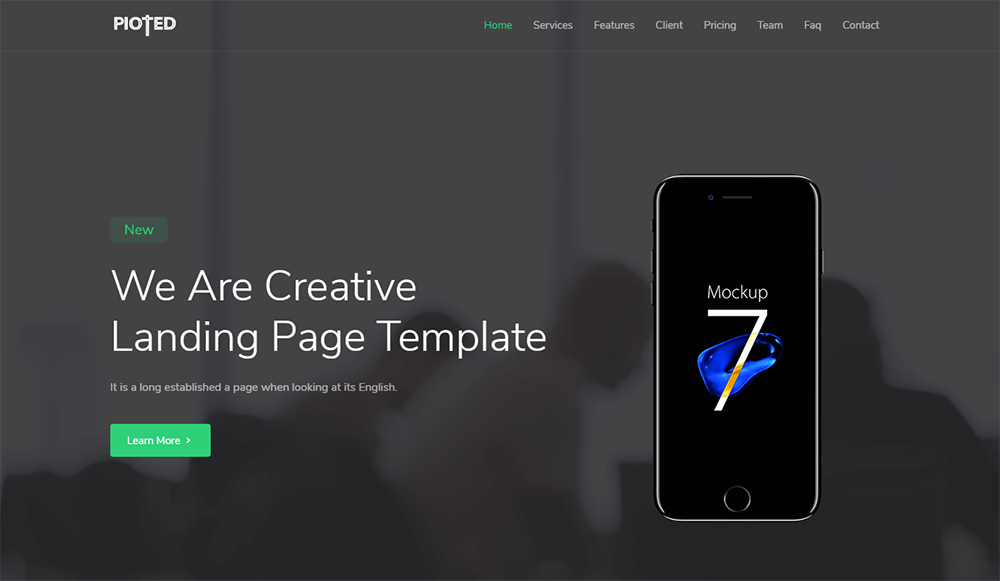 PIOTED
Home Services Features Client Pricing Team Faq Contact
New
We Are Creative
Landing Page Template
It is a long established a page when looking at its English.
Learn More >
Mockup
7